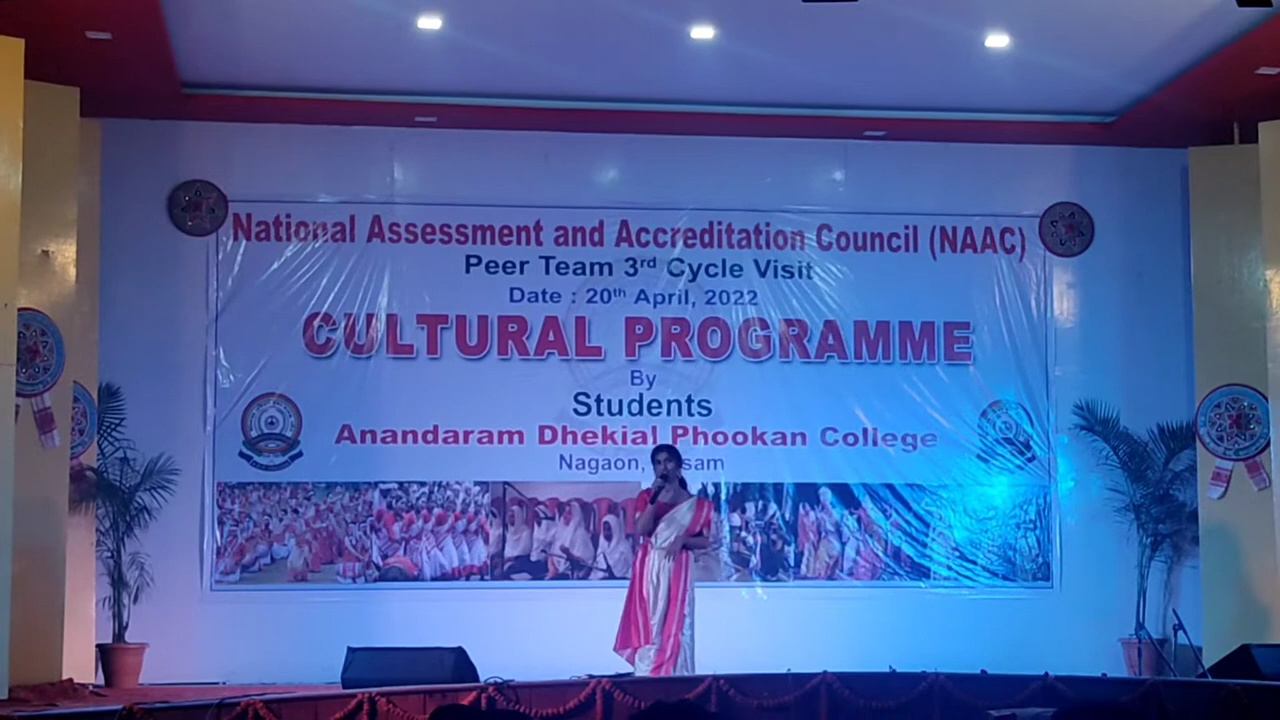 National Assessment and Accreditation Council (NAAC)
Peer Team 3rd Cycle Visit
Date : 20th April, 2022
CULTURAL PROGRAMME
By
Students
Anandaram Dhekial Phookan College
Nagaon,